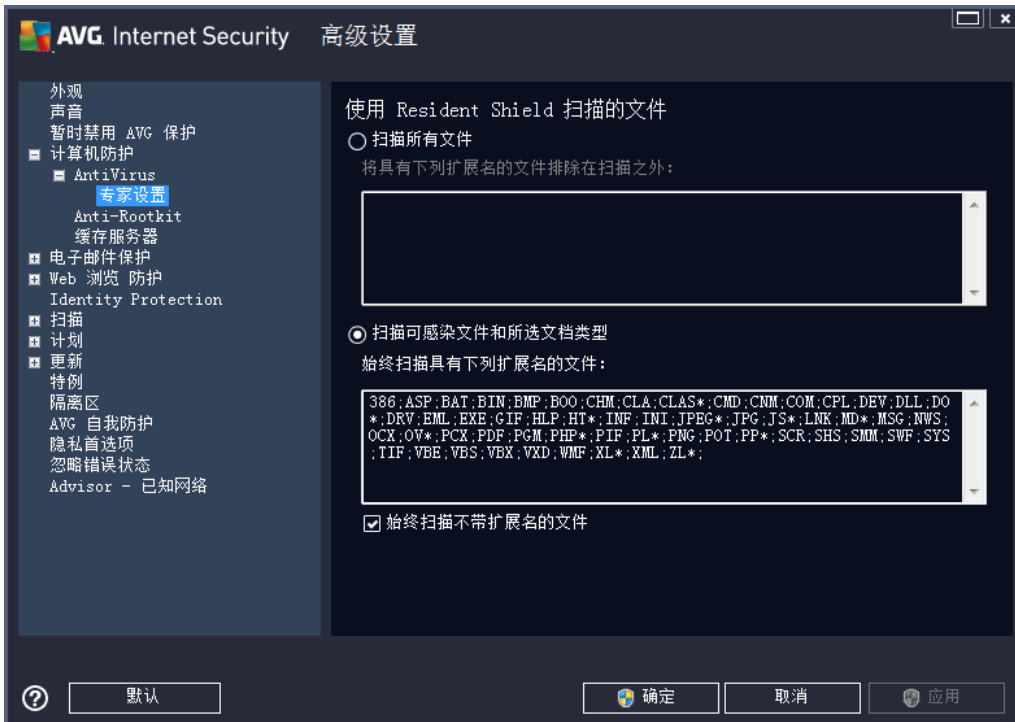 AVG. Internet Security 高级设置
外观
声音
暂时禁用 AVG 保护
计算机防护
AntiVirus
专家设置
Anti-Rootkit
缓存服务器
电子邮件保护
Web 浏览 防护
Identity Protection
扫描
计划
更新
特例
隔离区
AVG 自我防护
隐私首选项
忽略错误状态
Advisor - 已知网络
使用 Resident Shield 扫描的文件
扫描所有文件
将具有下列扩展名的文件排除在扫描之外:
扫描可感染文件和所选文档类型
始终扫描具有下列扩展名的文件:
386;ASP;BAT;BIN;BMP;BOO;CHM;CLA;CLAS*;CMD;CNM;COM;CPL;DEV;DLL;DO
*;DRV;EML;EXE;GIF;HLP;HT*;INF;INI;JPEG*;JPG;JS*;LNK;MD*;MSG;NWS;
OCX;OV*;PCX;PDF;PGM;PHP*;PIF;PL*;PNG;POT;PP*;SCR;SHS;SMM;SWF;SYS
;TIF;VBE;VBS;VBX;VXD;WMF;XL*;XML;ZL*;
始终扫描不带扩展名的文件
默认
确定
取消
应用